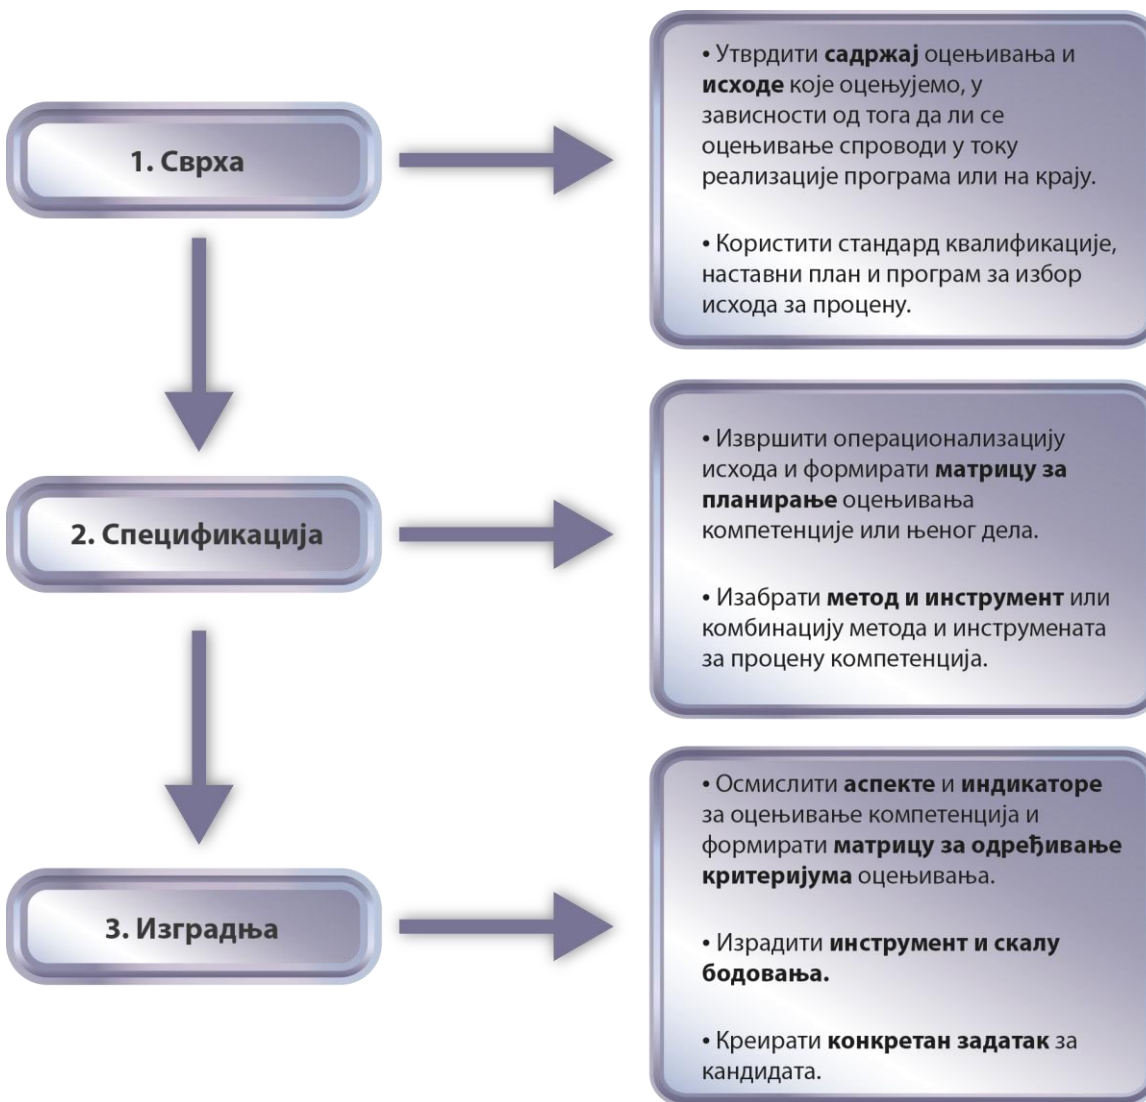 1. Сврха
• Утврдити садржај оцењивања и
исходе које оцењујемо, у
зависности од тога да ли се
оцењивање спроводи у току
реализације програма или на крају.
• Користити стандард квалификације,
наставни план и програм за избор
исхода за процену.
2. Спецификација
• Извршити операционализацију
исхода и формирати матрицу за
планирање оцењивања
компетенције или њеног дела.
• Изабрати метод и инструмент или
комбинацију метода и инструмената
за процену компетенција.
3. Изградња
• Осмислити аспекте и индикаторе
за оцењивање компетенција и
формирати матрицу за одређивање
критеријума оцењивања.
• Израдити инструмент и скалу
бодовања.
• Креирати конкретан задатак за
кандидата.